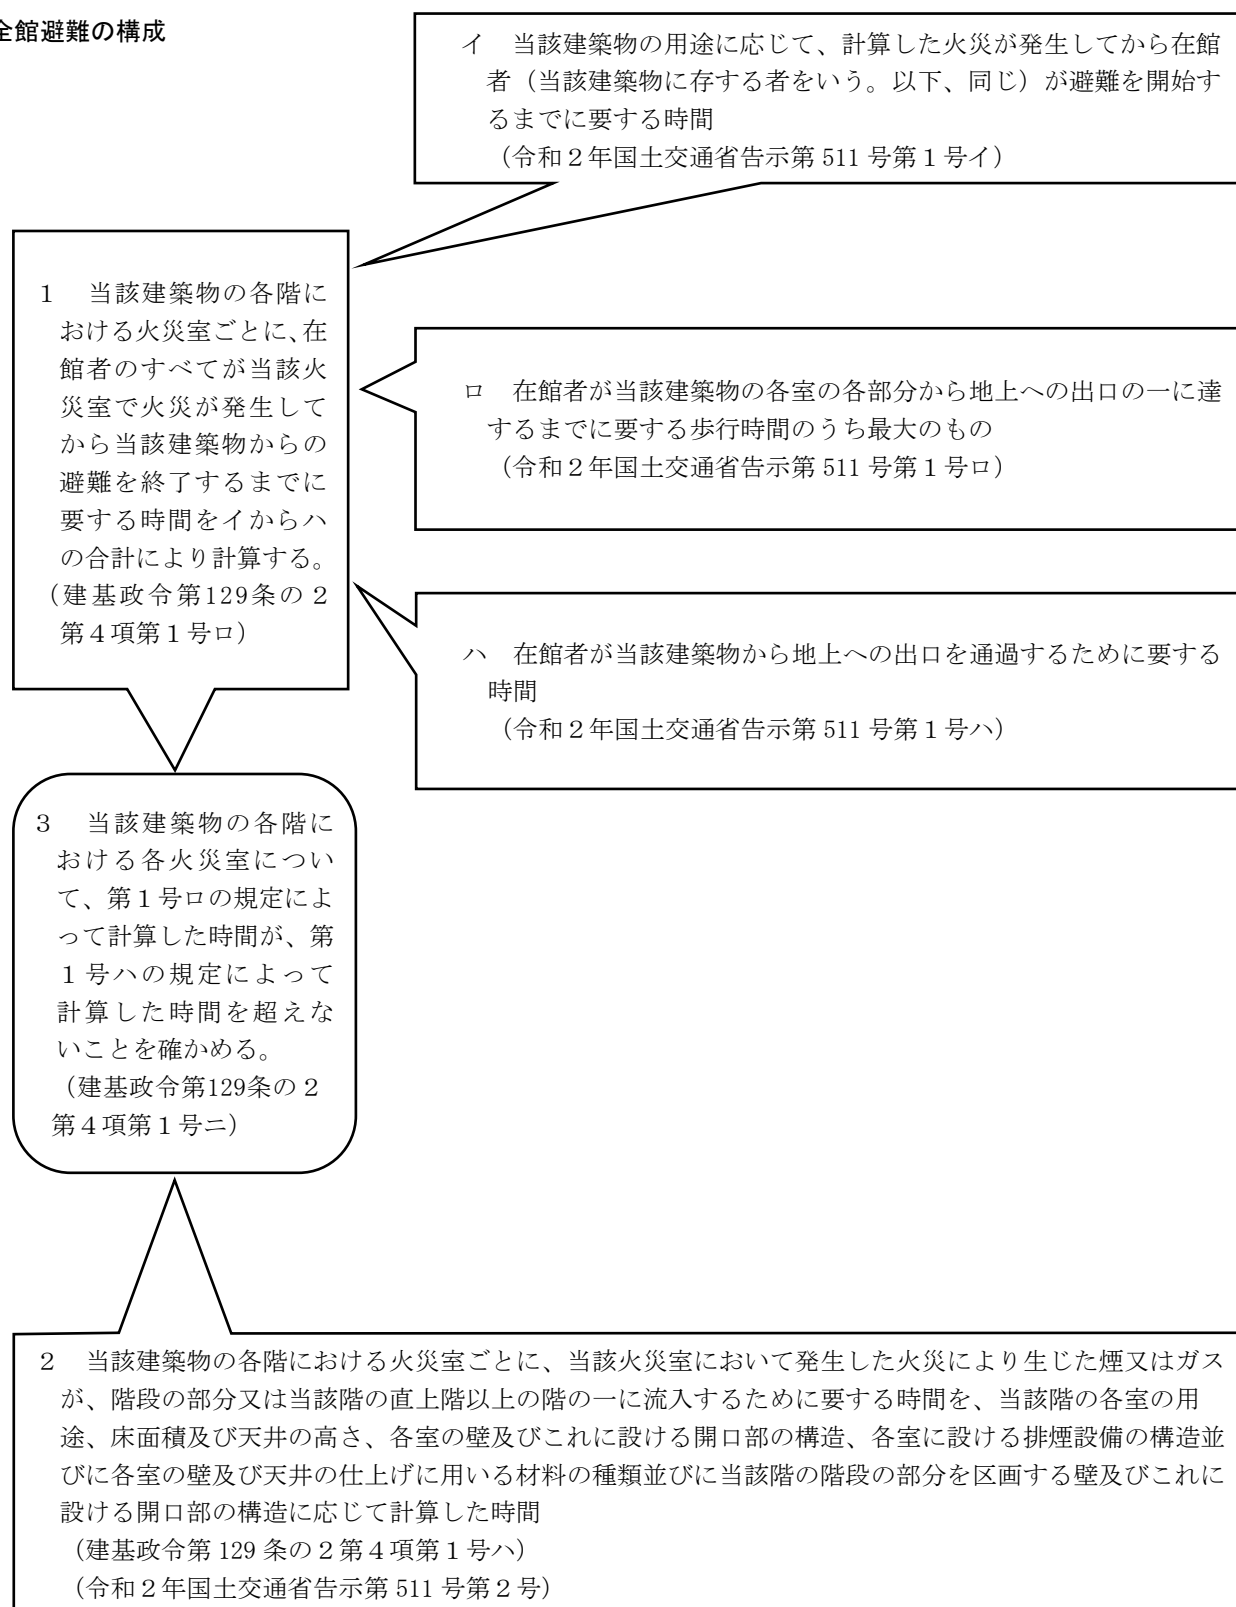 全館避難の構成
イ　当該建築物の用途に応じて、計算した火災が発生してから在館
者（当該建築物に存する者をいう。以下、同じ）が避難を開始す
るまでに要する時間
（令和２年国土交通省告示第 511 号第１号イ）
１　当該建築物の各階に
おける火災室ごとに、在
館者のすべてが当該火
災室で火災が発生して
から当該建築物からの
避難を終了するまでに
要する時間をイからハ
の合計により計算する。
（建基政令第129条の２
第４項第１号ロ）
ロ　在館者が当該建築物の各室の各部分から地上への出口の一に達
するまでに要する歩行時間のうち最大のもの
（令和２年国土交通省告示第 511 号第１号ロ）
ハ　在館者が当該建築物から地上への出口を通過するために要する
時間
（令和２年国土交通省告示第 511 号第１号ハ）
３　当該建築物の各階に
おける各火災室につい
て、第１号ロの規定によ
って計算した時間が、第
１号ハの規定によって
計算した時間を超えな
いことを確かめる。
（建基政令第129条の２
第４項第１号ニ）
２　当該建築物の各階における火災室ごとに、当該火災室において発生した火災により生じた煙又はガス
が、階段の部分又は当該階の直上階以上の階の一に流入するために要する時間を、当該階の各室の用
途、床面積及び天井の高さ、各室の壁及びこれに設ける開口部の構造、各室に設ける排煙設備の構造並
びに各室の壁及び天井の仕上げに用いる材料の種類並びに当該階の階段の部分を区画する壁及びこれに
設ける開口部の構造に応じて計算した時間
（建基政令第 129 条の２第４項第１号ハ）
（令和２年国土交通省告示第 511 号第２号）